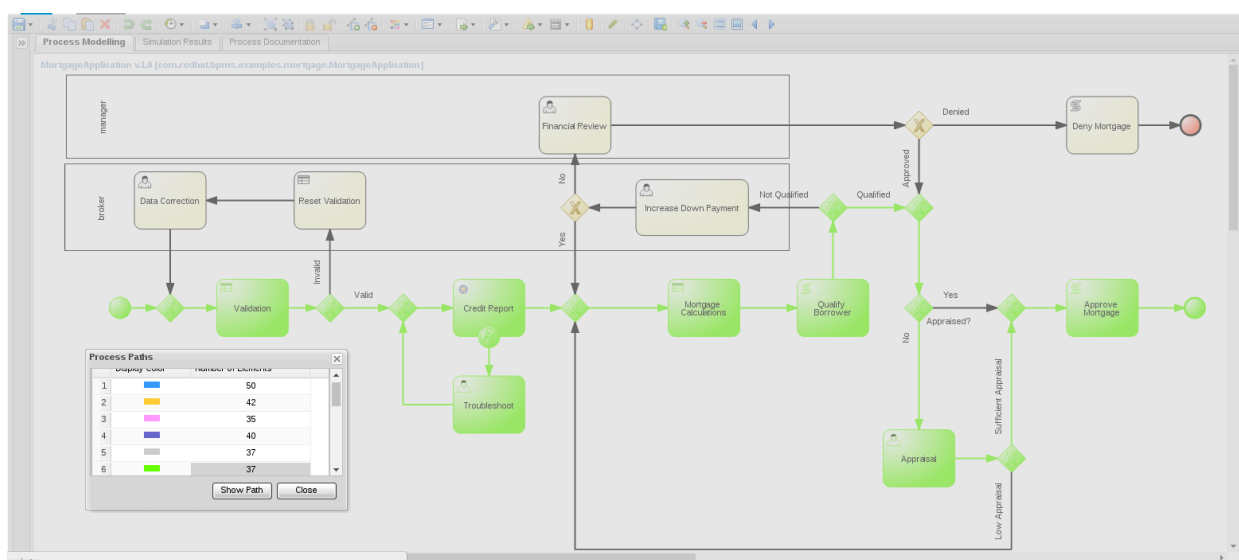 Process Modelling
Simulation Results
Process Documentation
MortgageApplication v.1.0 (com.redhat.bpms.examples.mortgage.MortgageApplication)
manager
Financial Review
Denied
Deny Mortgage
Approved
broker
Data Correction
Reset Validation
No
Increase Down Payment
Not Qualified
Qualified
Yes
Invalid
Validation
Valid
Credit Report
Mortgage
Calculations
Qualify
Borrower
Yes
Appraised?
No
Approve
Mortgage
Troubleshoot
Appraisal
Sufficient Appraisal
Low Appraisal
Process Paths
Display Color
Number of Elements
1 50
2 42
3 35
4 40
5 37
6 37
Show Path
Close